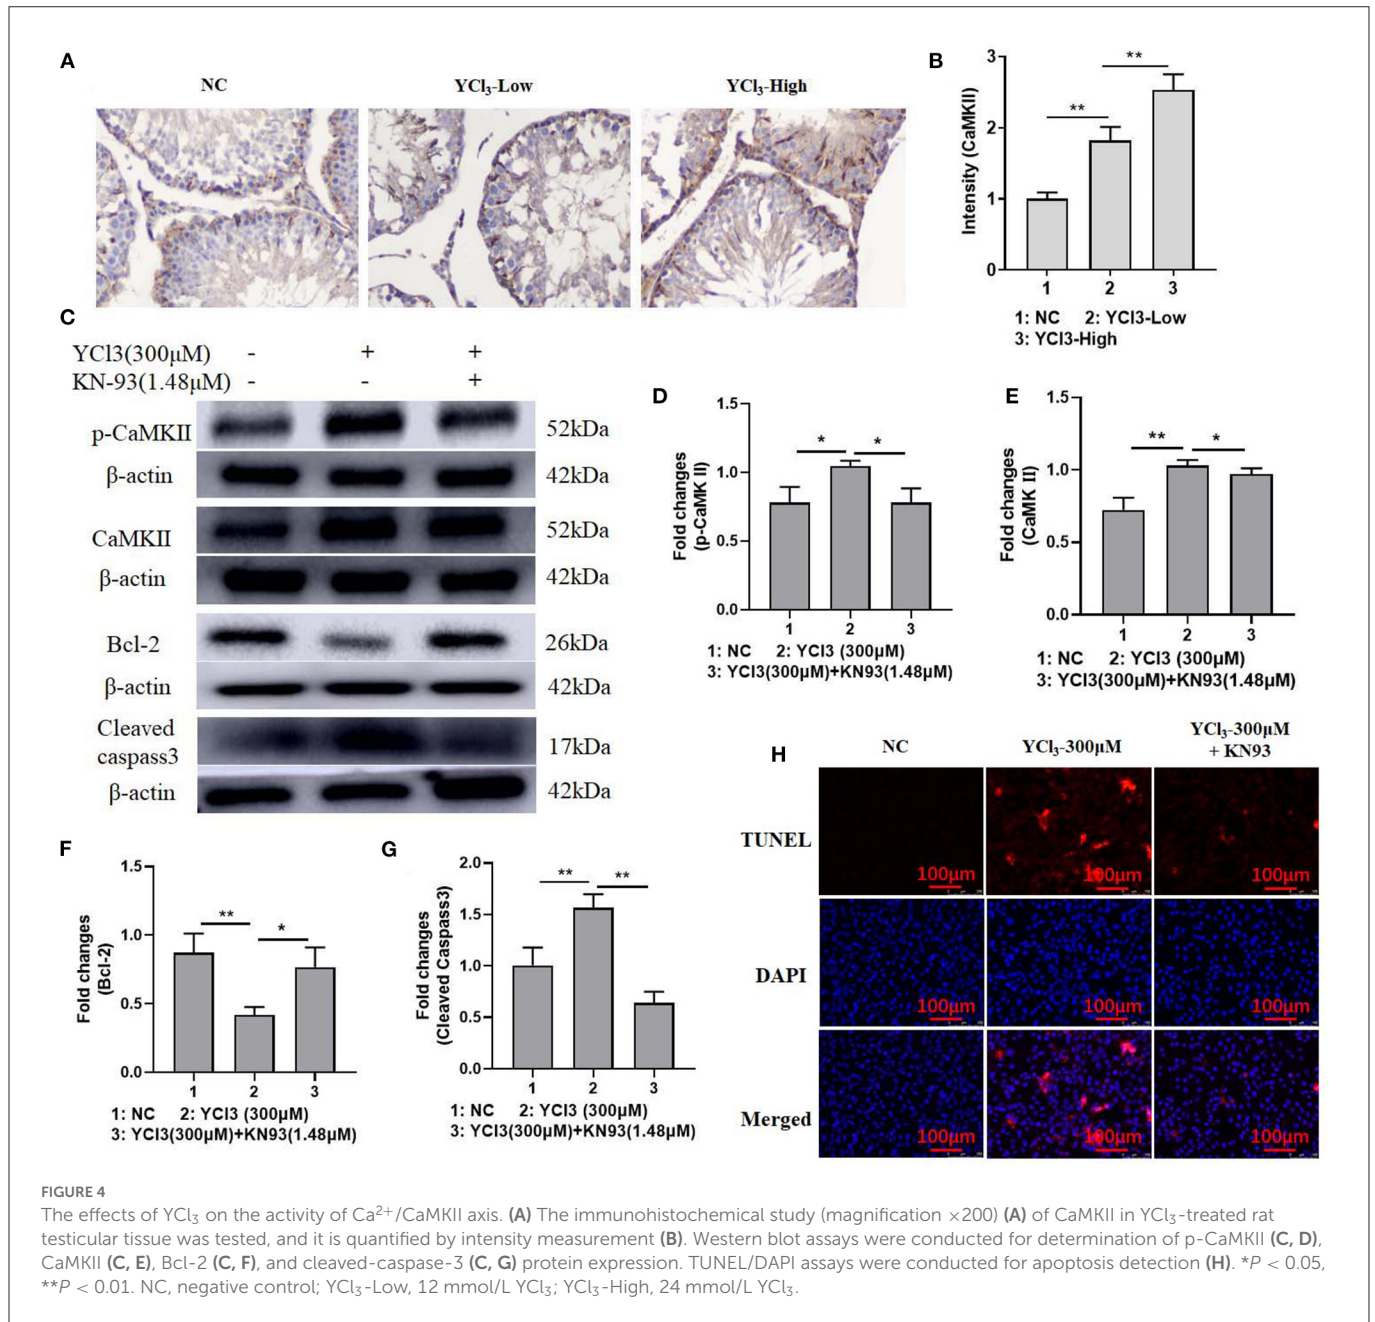 A
NC
YCl₃-Low
YCl₃-High
B
Intensity (CaMKII)
3
2
1
0
**
**
1 2 3
1: NC 2: YCl3-Low
3: YCl3-High
C
YCl3(300μM) - + +
KN-93(1.48μM) - - +
p-CaMKII 52kDa
β-actin 42kDa
CaMKII 52kDa
β-actin 42kDa
Bcl-2 26kDa
β-actin 42kDa
Cleaved
caspass3 17kDa
β-actin 42kDa
D
Fold changes
(p-CaMK II)
1.5
1.0
0.5
0.0
* *
1 2 3
1: NC 2: YCl3 (300μM)
3: YCl3(300μM)+KN93(1.48μM)
E
Fold changes
(CaMK II)
1.5
1.0
0.5
0.0
** *
1 2 3
1: NC 2: YCl3 (300μM)
3: YCl3(300μM)+KN93(1.48μM)
F
Fold changes
(Bcl-2)
1.5
1.0
0.5
0.0
** *
1 2 3
1: NC 2: YCl3 (300μM)
3: YCl3(300μM)+KN93(1.48μM)
G
Fold changes
(Cleaved Caspass3)
2.0
1.5
1.0
0.5
0.0
** **
1 2 3
1: NC 2: YCl3 (300μM)
3: YCl3(300μM)+KN93(1.48μM)
H
NC
YCl₃-300μM
YCl₃-300μM
+ KN93
TUNEL
100μm 100μm 100μm
DAPI
100μm 100μm 100μm
Merged
100μm 100μm 100μm
FIGURE 4
The effects of YCl₃ on the activity of Ca²⁺/CaMKII axis. (A) The immunohistochemical study (magnification ×200) (A) of CaMKII in YCl₃-treated rat
testicular tissue was tested, and it is quantified by intensity measurement (B). Western blot assays were conducted for determination of p-CaMKII (C, D),
CaMKII (C, E), Bcl-2 (C, F), and cleaved-caspase-3 (C, G) protein expression. TUNEL/DAPI assays were conducted for apoptosis detection (H). *P < 0.05,
**P < 0.01. NC, negative control; YCl₃-Low, 12 mmol/L YCl₃; YCl₃-High, 24 mmol/L YCl₃.